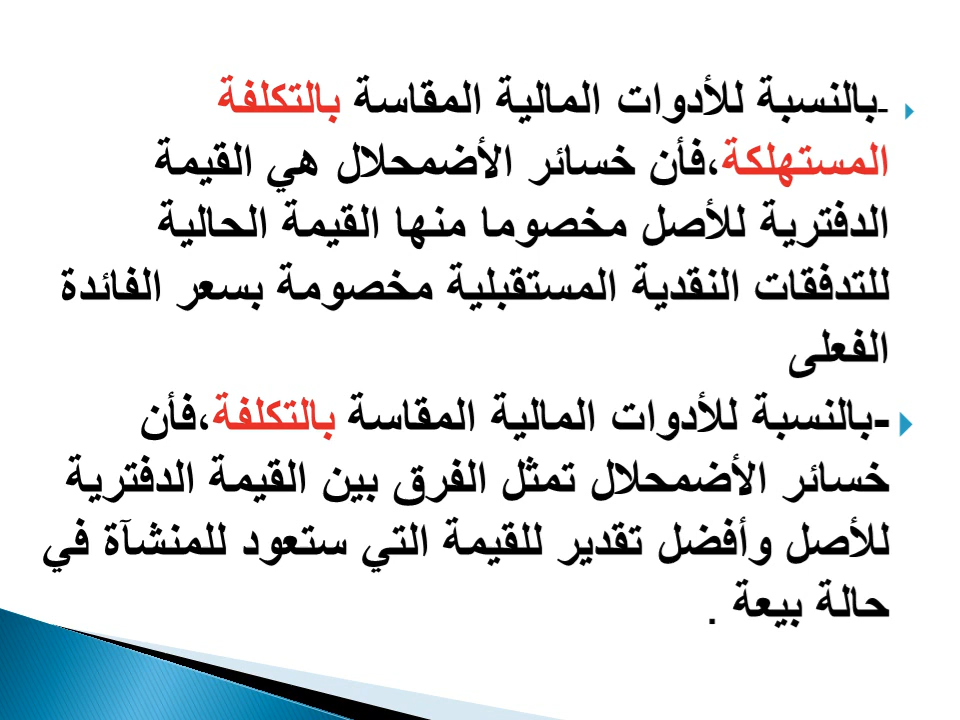 -بالنسبة للأدوات المالية المقاسة بالتكلفة
المستهلكة،فأن خسائر الأضمحلال هي القيمة
الدفترية للأصل مخصوما منها القيمة الحالية
للتدفقات النقدية المستقبلية مخصومة بسعر الفائدة
الفعلى
-بالنسبة للأدوات المالية المقاسة بالتكلفة،فأن
خسائر الأضمحلال تمثل الفرق بين القيمة الدفترية
للأصل وأفضل تقدير للقيمة التي ستعود للمنشآة في
حالة بيعة .